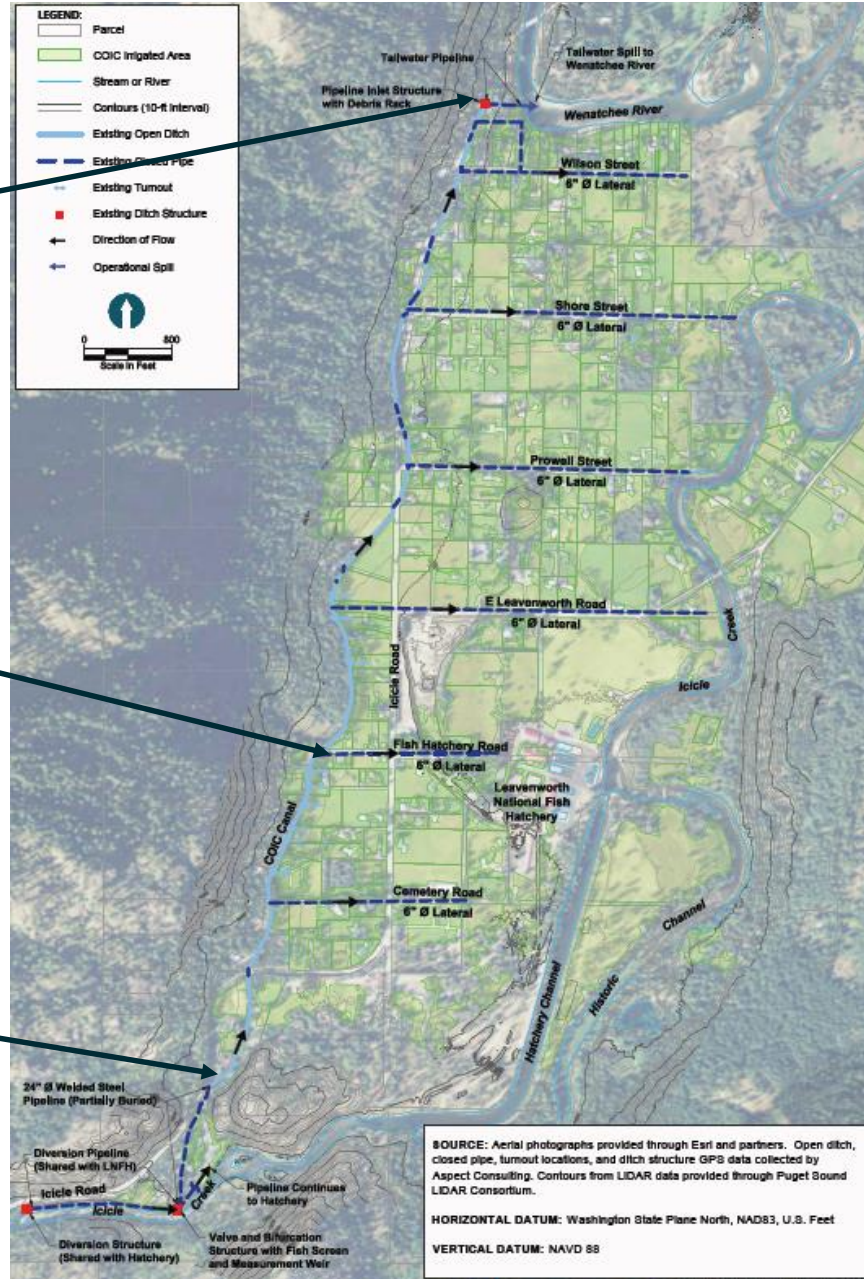 LEGEND:
Parcel
COIC Irrigated Area
Stream or River
Contours (10-ft Interval)
Existing Open Ditch
Existing Closed Pipe
Existing Turnout
Existing Ditch Structure
Direction of Flow
Operational Spill
0 800
Scale in Feet
Tailwater Pipeline
Tailwater Spill to
Wenatchee River
Pipeline Inlet Structure
with Debris Rack
Wenatchee River
Wilson Street
6" Ø Lateral
Shore Street
6" Ø Lateral
Prowell Street
6" Ø Lateral
E Leavenworth Road
6" Ø Lateral
Creek
Icicle
Icicle Road
Fish Hatchery Road
6" Ø Lateral
Leavenworth
National Fish
Hatchery
COIC Canal
Cemetery Road
6" Ø Lateral
Channel
Historic
Hatchery Channel
24" Ø Welded Steel
Pipeline (Partially Buried)
Diversion Pipeline
(Shared with LNFH)
Icicle Road
Icicle
Creek
Pipeline Continues
to Hatchery
Diversion Structure
(Shared with Hatchery)
Valve and Bifurcation
Structure with Fish Screen
and Measurement Weir
SOURCE: Aerial photographs provided through Esri and partners. Open ditch,
closed pipe, turnout locations, and ditch structure GPS data collected by
Aspect Consulting. Contours from LIDAR data provided through Puget Sound
LIDAR Consortium.
HORIZONTAL DATUM: Washington State Plane North, NAD83, U.S. Feet
VERTICAL DATUM: NAVD 88